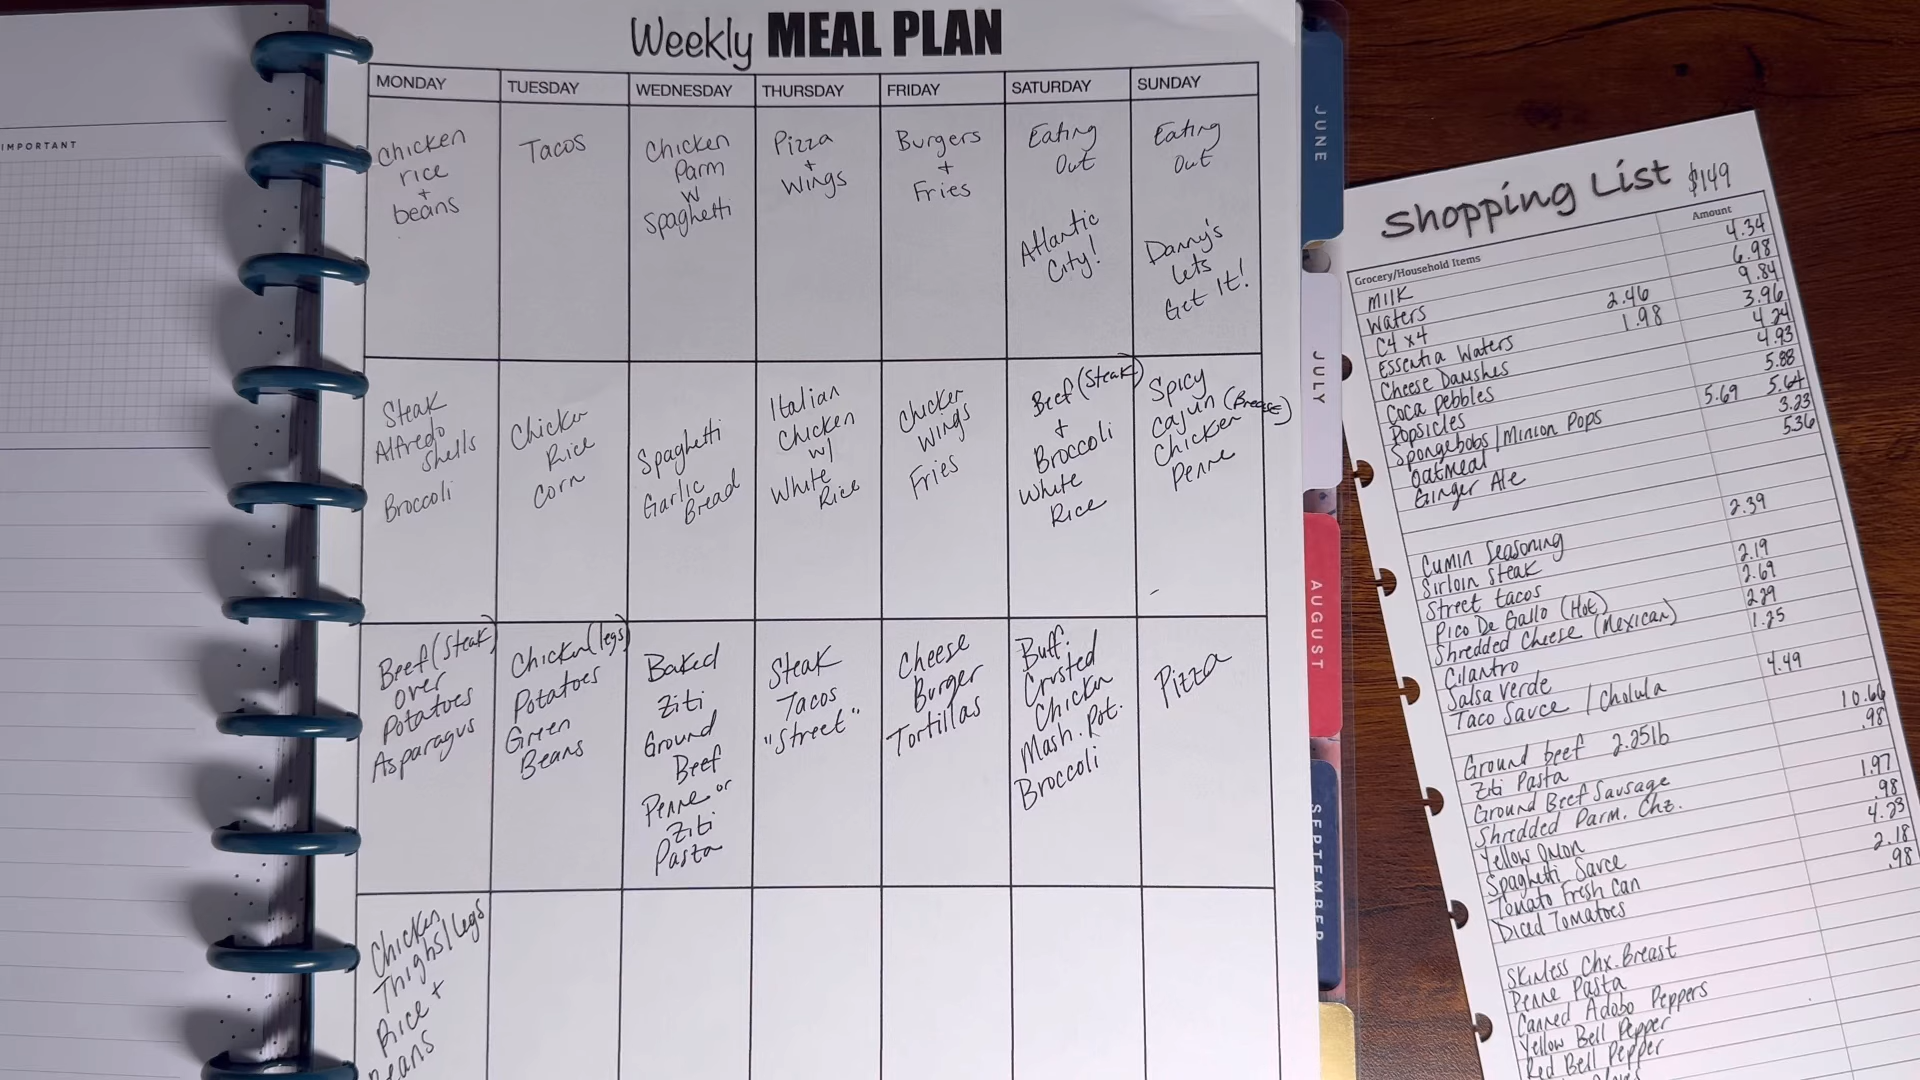 IMPORTANT
Weekly MEAL PLAN
MONDAY
TUESDAY
WEDNESDAY
THURSDAY
FRIDAY
SATURDAY
SUNDAY
Chicken
rice
+
beans
Tacos
Chicken
Parm
W
Spaghetti
Pizza
+
Wings
Burgers
+
Fries
Eating
Out
Atlantic
City!
Eating
Out
Danny's
Lets
Get It!
Steak
Alfredo
Shells
Broccoli
Chicken
Rice
Corn
Spaghetti
Garlic
Bread
Italian
Chicken
w/
White
Rice
Chicken
Wings
Fries
Beef (Steak)
+
Broccoli
White
Rice
Spicy
Cajun (Brease)
Chicken
Penne
Beef (Steak)
over
Potatoes
Asparagus
Chicken (legs)
Potatoes
Green
Beans
Baked
Ziti
Ground
Beef
Penne or
Ziti
Pasta
Steak
Tacos
"Street"
Cheese
Burger
Tortillas
Buff.
Crusted
Chicken
Mash. Pot.
Broccoli
Pizza
Chicken
Thighs/legs
Rice +
Beans
JUNE
JULY
AUGUST
SEPTEMBER
Shopping List $149
Grocery/Household Items Amount
Milk 4.34
Waters 6.98
C4 x4 2.46 9.84
Essentia Waters 1.98 3.96
Cheese Danishes 4.24
Coca Pebbles 4.93
Popsicles 5.88
Spongebobs/Minion Pops 5.69 5.64
Oatmeal 3.23
Ginger Ale 5.36
Cumin Seasoning 2.39
Sirloin Steak
Street tacos 2.19
Pico De Gallo (Hot) 2.69
Shredded Cheese (Mexican) 2.29
Cilantro 1.25
Salsa Verde
Taco Sauce / Cholula 4.49
Ground beef 2.25lb 10.66
Ziti Pasta .98
Ground Beef Sausage
Shredded Parm. Chz. 1.97
Yellow Onion .98
Spaghetti Sauce 4.23
Tomato Fresh Can 2.18
Diced Tomatoes .98
Skinless Chx. Breast
Penne Pasta
Canned Adobo Peppers
Yellow Bell Pepper
Red Bell Pepper